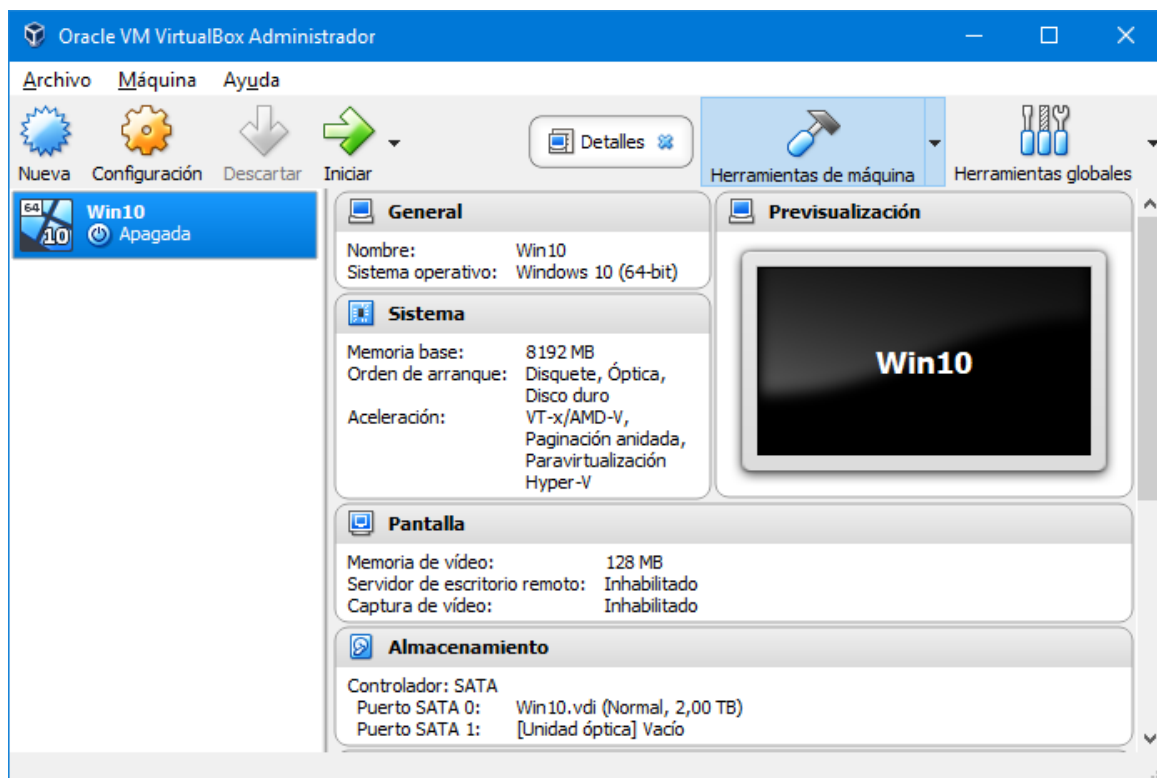 Oracle VM VirtualBox Administrador
Archivo Máquina Ayuda
Nueva Configuración Descartar Iniciar
Detalles
Herramientas de máquina Herramientas globales
64
10
Win10
Apagada
General
Nombre: Win10
Sistema operativo: Windows 10 (64-bit)
Previsualización
Win10
Sistema
Memoria base: 8192 MB
Orden de arranque: Disquete, Óptica,
Disco duro
Aceleración: VT-x/AMD-V,
Paginación anidada,
Paravirtualización
Hyper-V
Pantalla
Memoria de vídeo: 128 MB
Servidor de escritorio remoto: Inhabilitado
Captura de vídeo: Inhabilitado
Almacenamiento
Controlador: SATA
Puerto SATA 0: Win10.vdi (Normal, 2,00 TB)
Puerto SATA 1: [Unidad óptica] Vacío